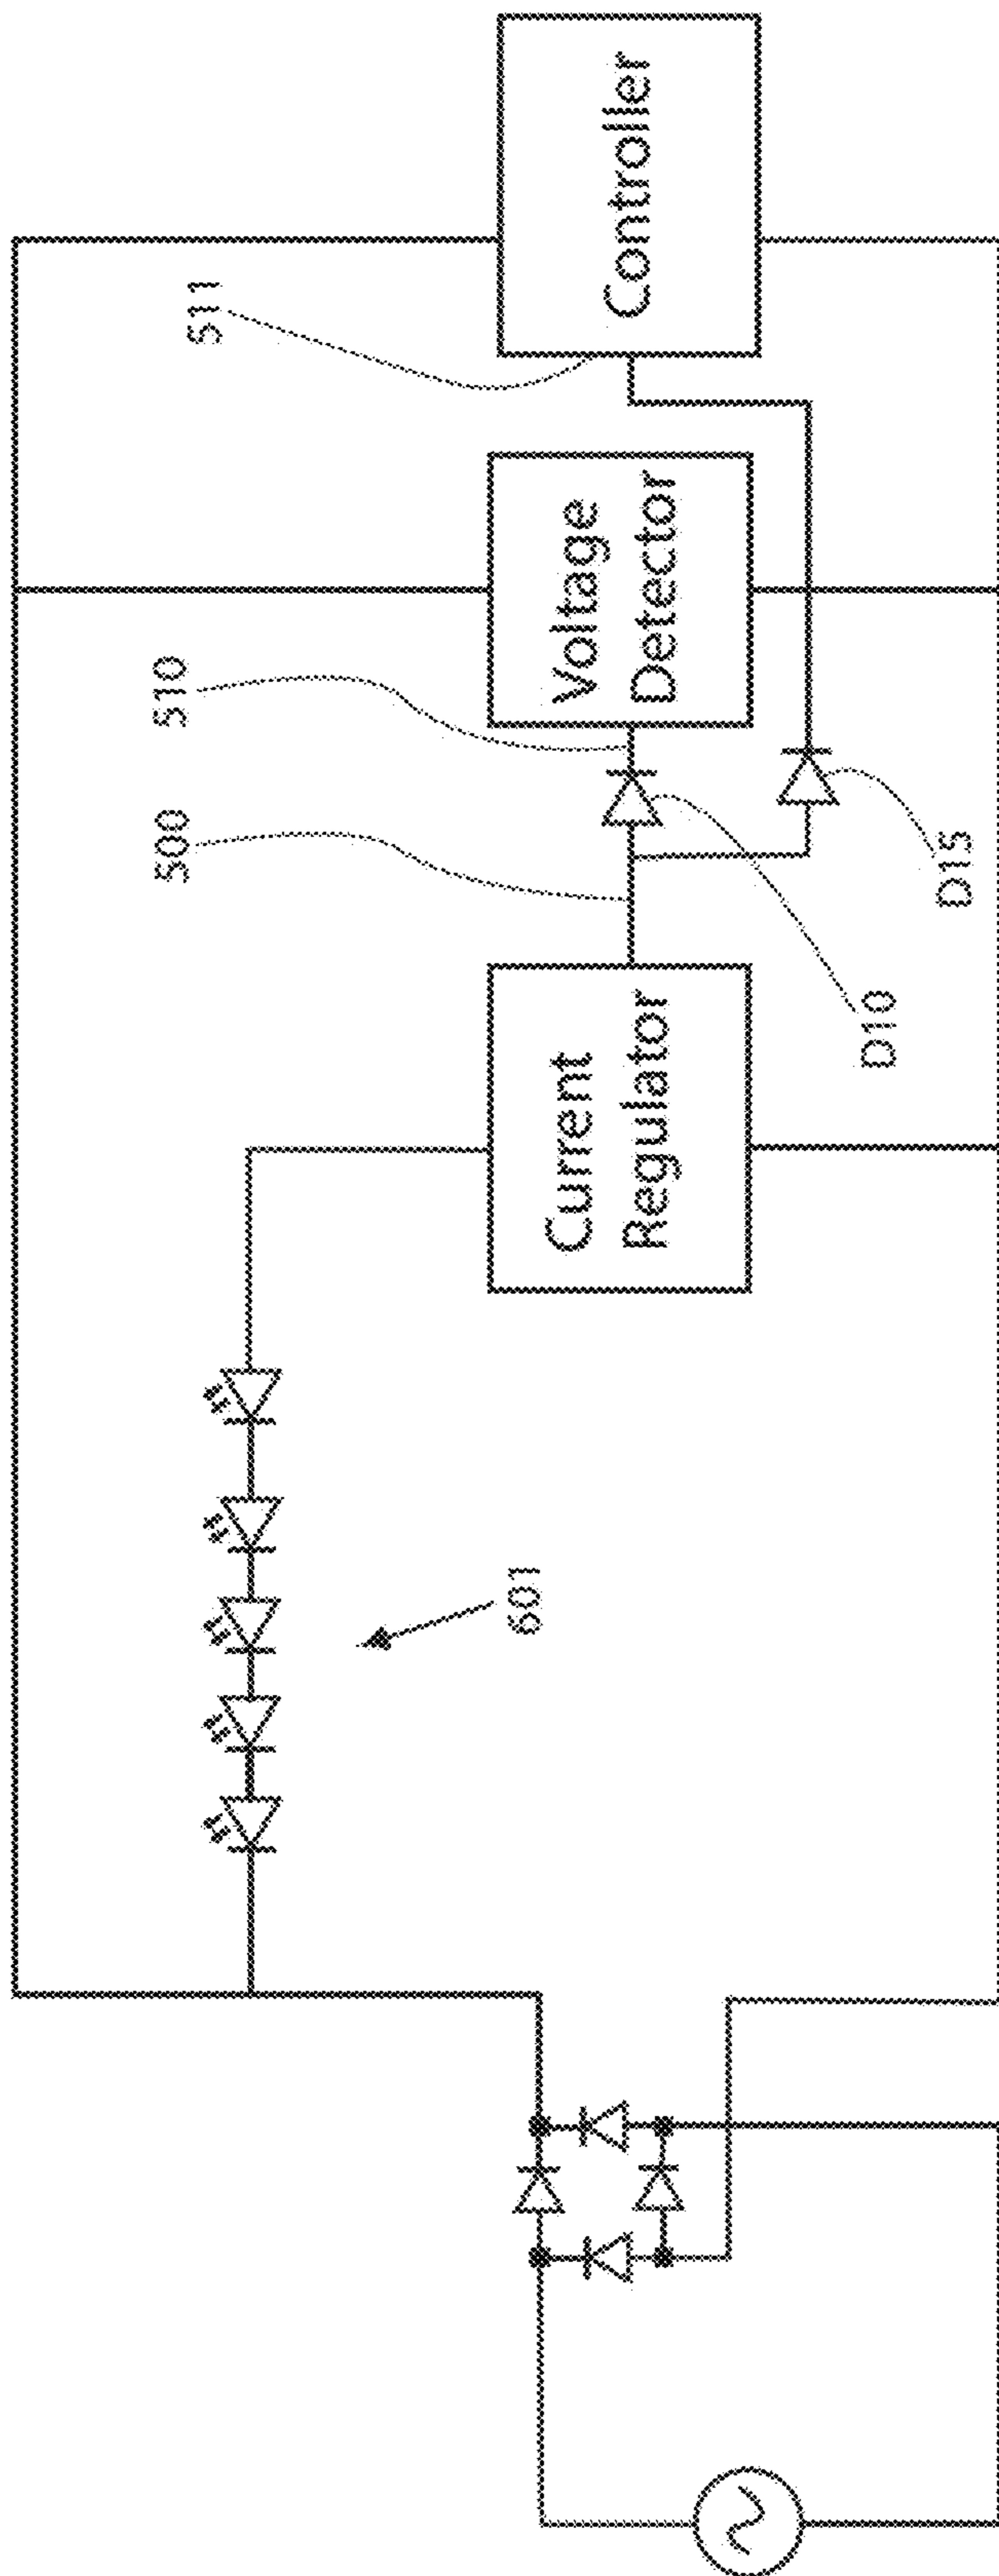 601
Current
Regulator
500
510
511
Voltage
Detector
Controller
D10
D15